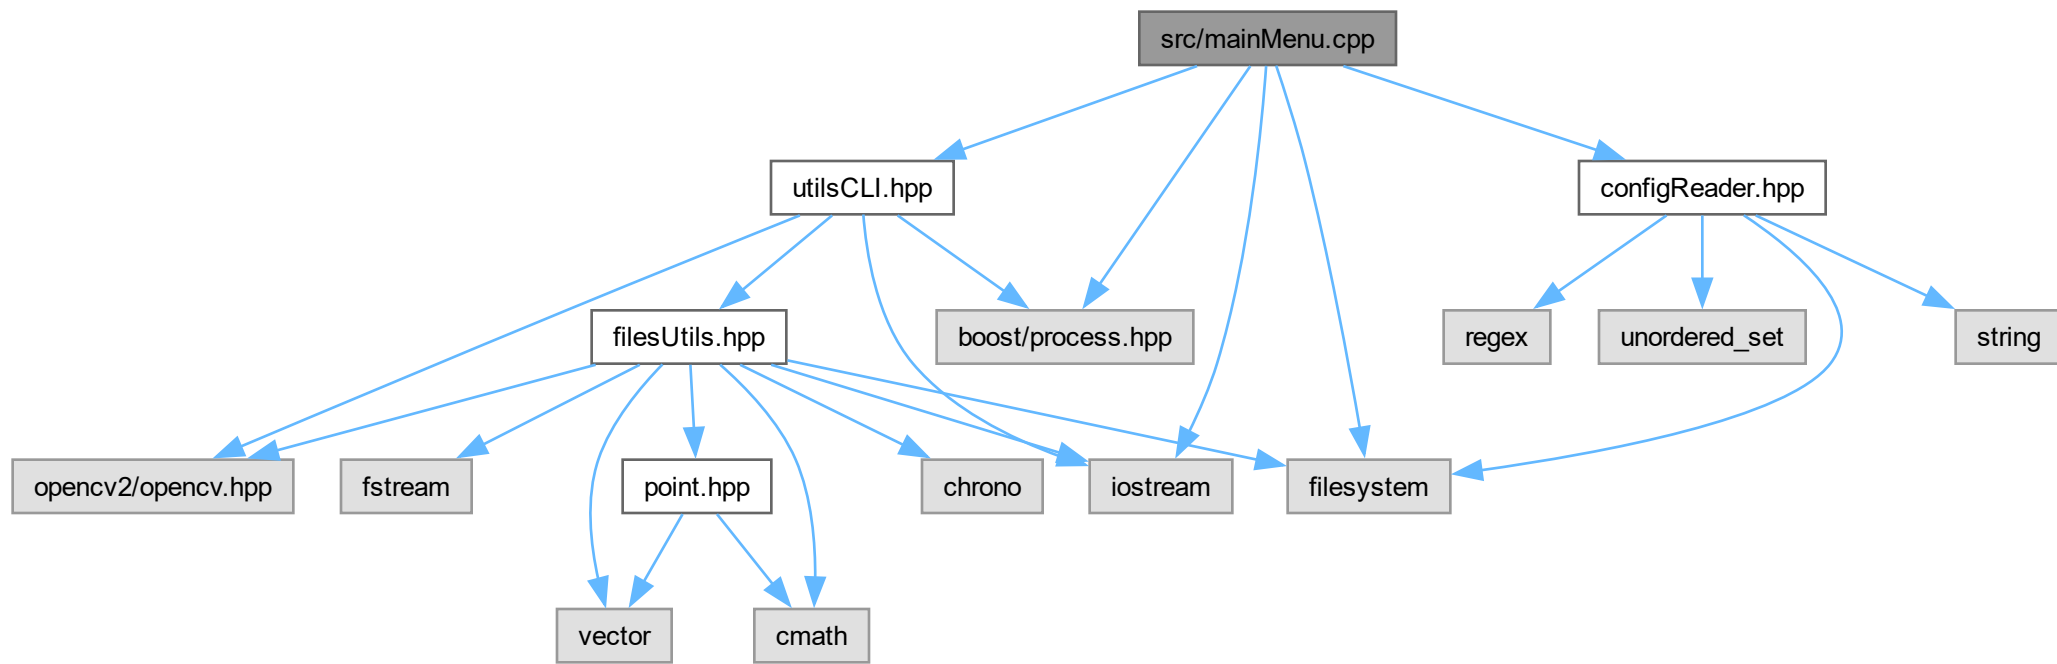 src/mainMenu.cpp
utilsCLI.hpp
configReader.hpp
filesUtils.hpp
boost/process.hpp
regex
unordered_set
string
opencv2/opencv.hpp
fstream
point.hpp
chrono
iostream
filesystem
vector
cmath